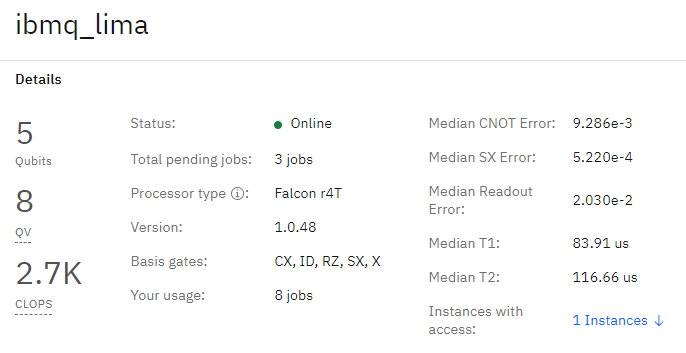 ibmq_lima
Details
5
Qubits
8
QV
2.7K
CLOPS
Status: Online
Total pending jobs: 3 jobs
Processor type ⓘ: Falcon r4T
Version: 1.0.48
Basis gates: CX, ID, RZ, SX, X
Your usage: 8 jobs
Median CNOT Error: 9.286e-3
Median SX Error: 5.220e-4
Median Readout
Error: 2.030e-2
Median T1: 83.91 us
Median T2: 116.66 us
Instances with
access: 1 Instances ↓